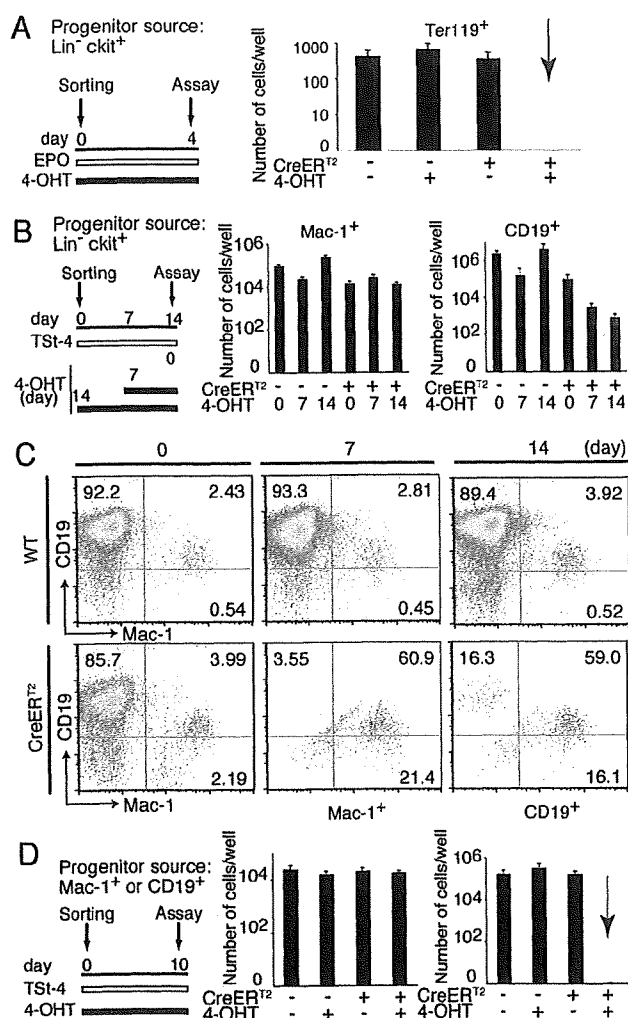 A Progenitor source:
Lin⁻ ckit⁺
Sorting Assay
day 0 4
EPO
4-OHT
Ter119⁺
Number of cells/well
1000
100
10
0
CreERᵀ² - - + +
4-OHT - + - +
B Progenitor source:
Lin⁻ ckit⁺
Sorting Assay
day 0 7 14
TSt-4
0
4-OHT (day) 7
14
Mac-1⁺
Number of cells/well
10⁶
10⁴
10²
0
CreERᵀ² - - - + + +
4-OHT 0 7 14 0 7 14
CD19⁺
Number of cells/well
10⁶
10⁴
10²
0
CreERᵀ² - - - + + +
4-OHT 0 7 14 0 7 14
C 0 7 14 (day)
WT
CD19
Mac-1
92.2 2.43
0.54
93.3 2.81
0.45
89.4 3.92
0.52
CreERᵀ²
CD19
Mac-1
85.7 3.99
2.19
3.55 60.9
21.4
16.3 59.0
16.1
D Progenitor source:
Mac-1⁺ or CD19⁺
Sorting Assay
day 0 10
TSt-4
4-OHT
Mac-1⁺
Number of cells/well
10⁴
10²
0
CreERᵀ² - - + +
4-OHT - + - +
CD19⁺
Number of cells/well
10⁶
10⁴
10²
0
CreERᵀ² - - + +
4-OHT - + - +